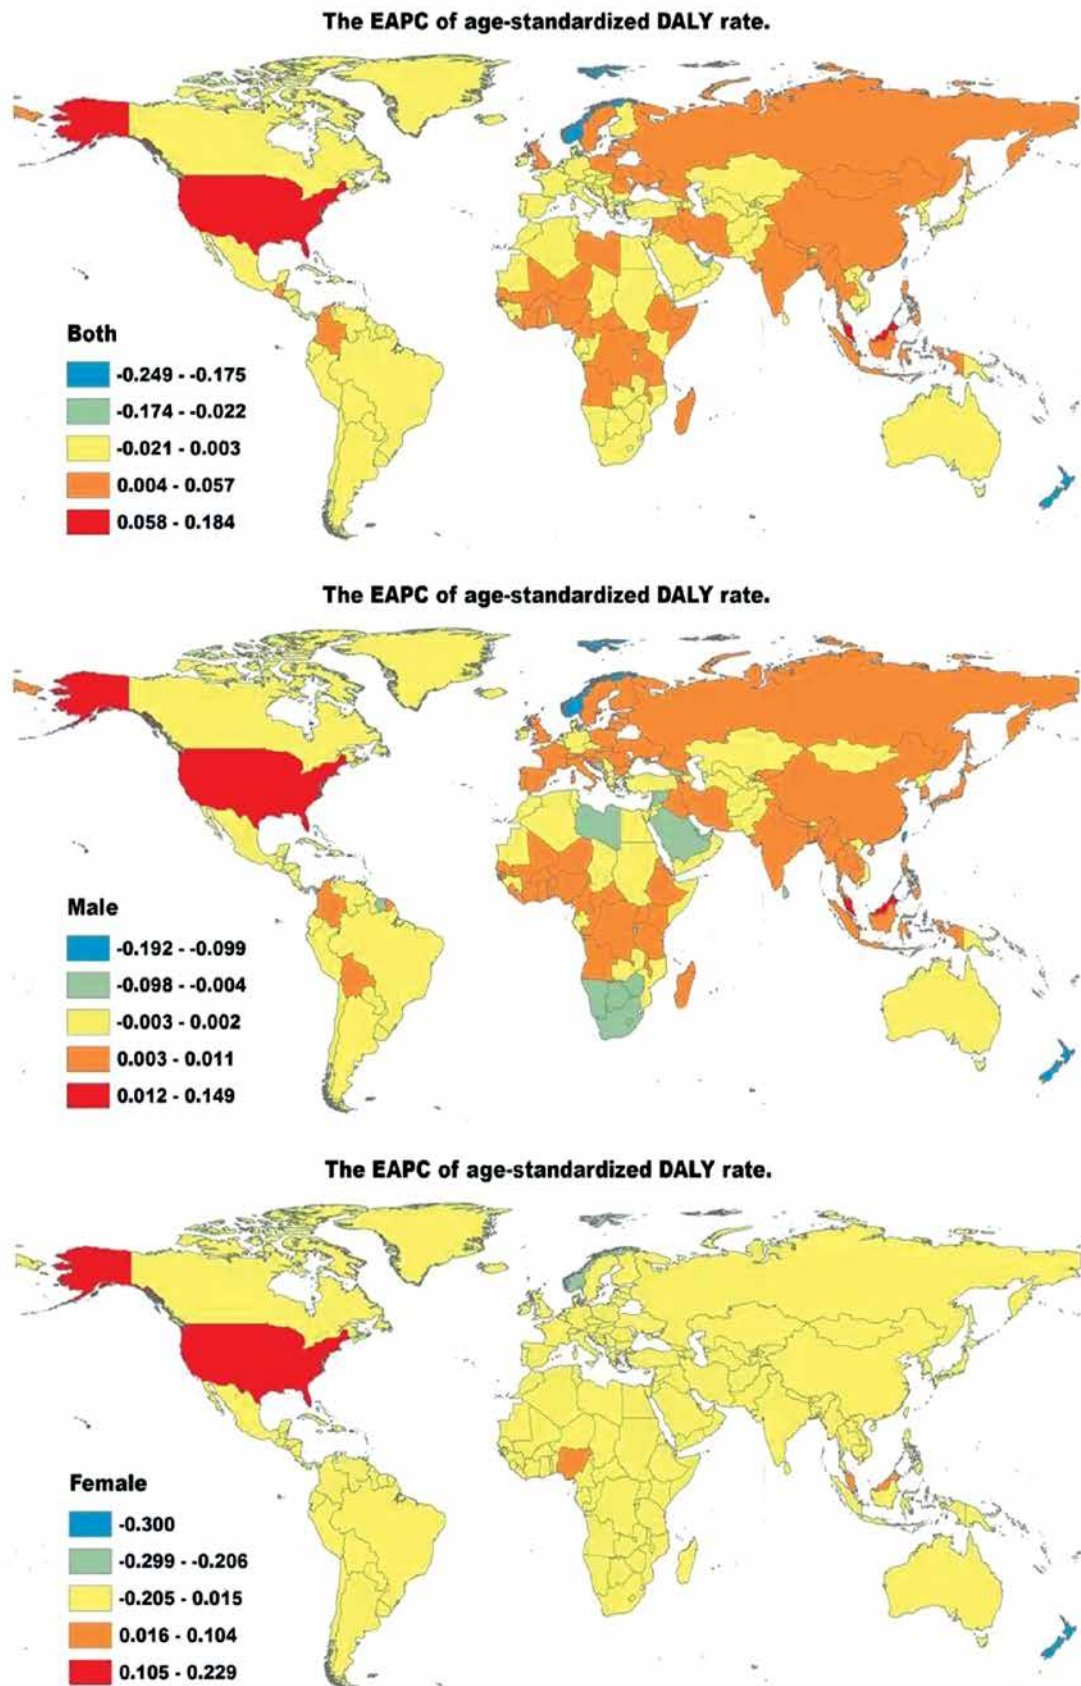 The EAPC of age-standardized DALY rate.
Both
-0.249 - -0.175
-0.174 - -0.022
-0.021 - 0.003
0.004 - 0.057
0.058 - 0.184
The EAPC of age-standardized DALY rate.
Male
-0.192 - -0.099
-0.098 - -0.004
-0.003 - 0.002
0.003 - 0.011
0.012 - 0.149
The EAPC of age-standardized DALY rate.
Female
-0.300
-0.299 - -0.206
-0.205 - 0.015
0.016 - 0.104
0.105 - 0.229